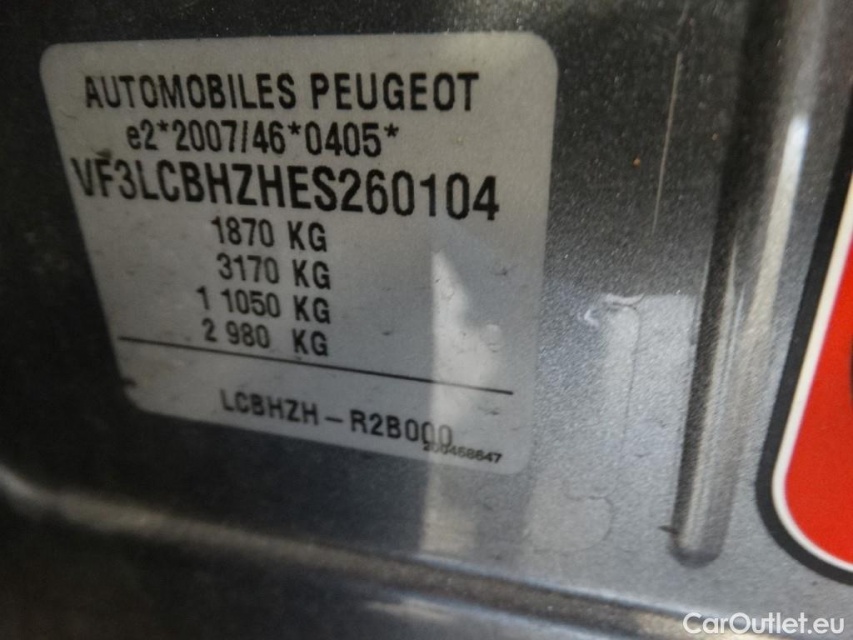 AUTOMOBILES PEUGEOT
e2*2007/46*0405*
VF3LCBHZHES260104
1870 KG
3170 KG
1 1050 KG
2 980 KG
LCBHZH-R2B000
200468647
CarOutlet.eu